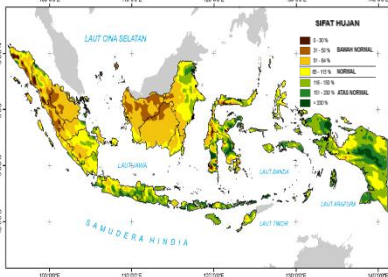 LAUT CINA SELATAN
SIFAT HUJAN
0 - 30 %
31 - 50 % BAWAH NORMAL
51 - 84 %
85 - 115 % NORMAL
116 - 150 %
151 - 200 % ATAS NORMAL
> 200 %
LAUT JAWA
LAUT BANDA
LAUT ARAFURA
LAUT TIMOR
SAMUDERA HINDIA